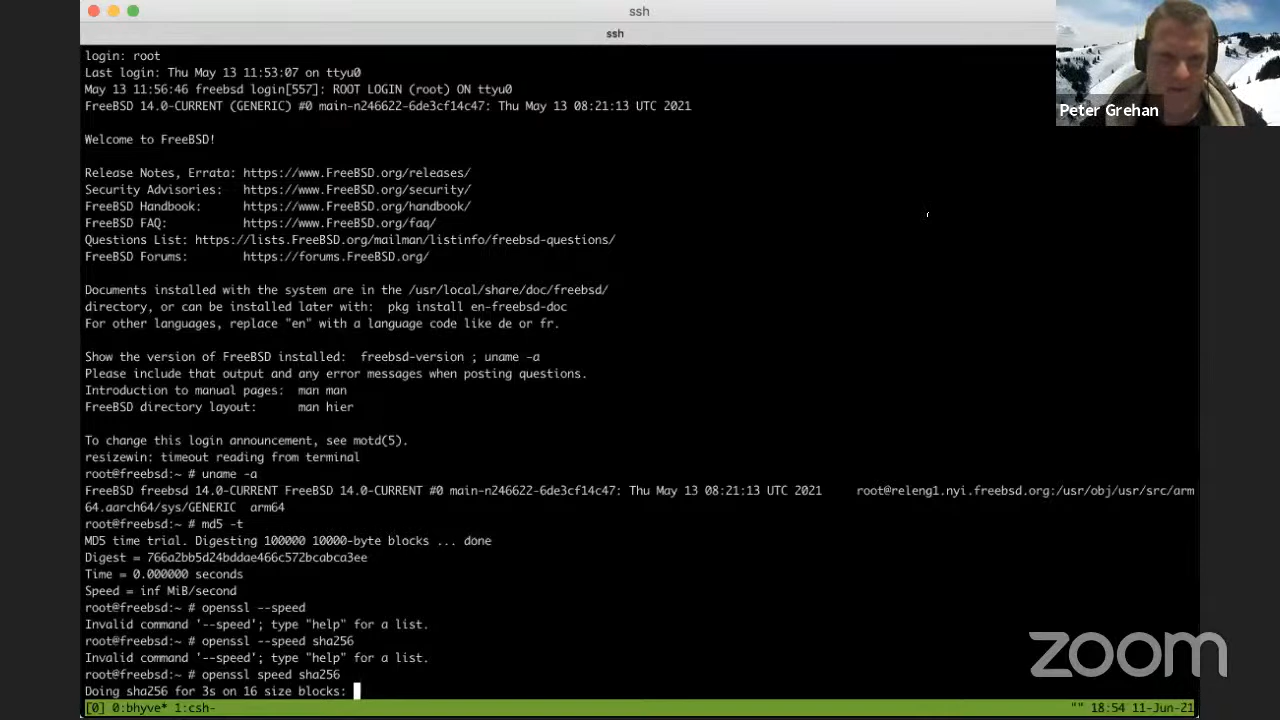 ssh
ssh
login: root
Last login: Thu May 13 11:53:07 on ttyu0
May 13 11:56:46 freebsd login[557]: ROOT LOGIN (root) ON ttyu0
FreeBSD 14.0-CURRENT (GENERIC) #0 main-n246622-6de3cf14c47: Thu May 13 08:21:13 UTC 2021
Peter Grehan
Welcome to FreeBSD!
Release Notes, Errata: https://www.FreeBSD.org/releases/
Security Advisories: https://www.FreeBSD.org/security/
FreeBSD Handbook: https://www.FreeBSD.org/handbook/
FreeBSD FAQ: https://www.FreeBSD.org/faq/
Questions List: https://lists.FreeBSD.org/mailman/listinfo/freebsd-questions/
FreeBSD Forums: https://forums.FreeBSD.org/
Documents installed with the system are in the /usr/local/share/doc/freebsd/
directory, or can be installed later with: pkg install en-freebsd-doc
For other languages, replace "en" with a language code like de or fr.
Show the version of FreeBSD installed: freebsd-version ; uname -a
Please include that output and any error messages when posting questions.
Introduction to manual pages: man man
FreeBSD directory layout: man hier
To change this login announcement, see motd(5).
resizewin: timeout reading from terminal
root@freebsd:~ # uname -a
FreeBSD freebsd 14.0-CURRENT FreeBSD 14.0-CURRENT #0 main-n246622-6de3cf14c47: Thu May 13 08:21:13 UTC 2021 root@releng1.nyi.freebsd.org:/usr/obj/usr/src/arm
64.aarch64/sys/GENERIC arm64
root@freebsd:~ # md5 -t
MD5 time trial. Digesting 100000 10000-byte blocks ... done
Digest = 766a2bb5d24bddae466c572bcabca3ee
Time = 0.000000 seconds
Speed = inf MiB/second
root@freebsd:~ # openssl --speed
Invalid command '--speed'; type "help" for a list.
root@freebsd:~ # openssl --speed sha256
Invalid command '--speed'; type "help" for a list.
root@freebsd:~ # openssl speed sha256
Doing sha256 for 3s on 16 size blocks:
zoom
[0] 0:bhyve* 1:csh- "" 18:54 11-Jun-21